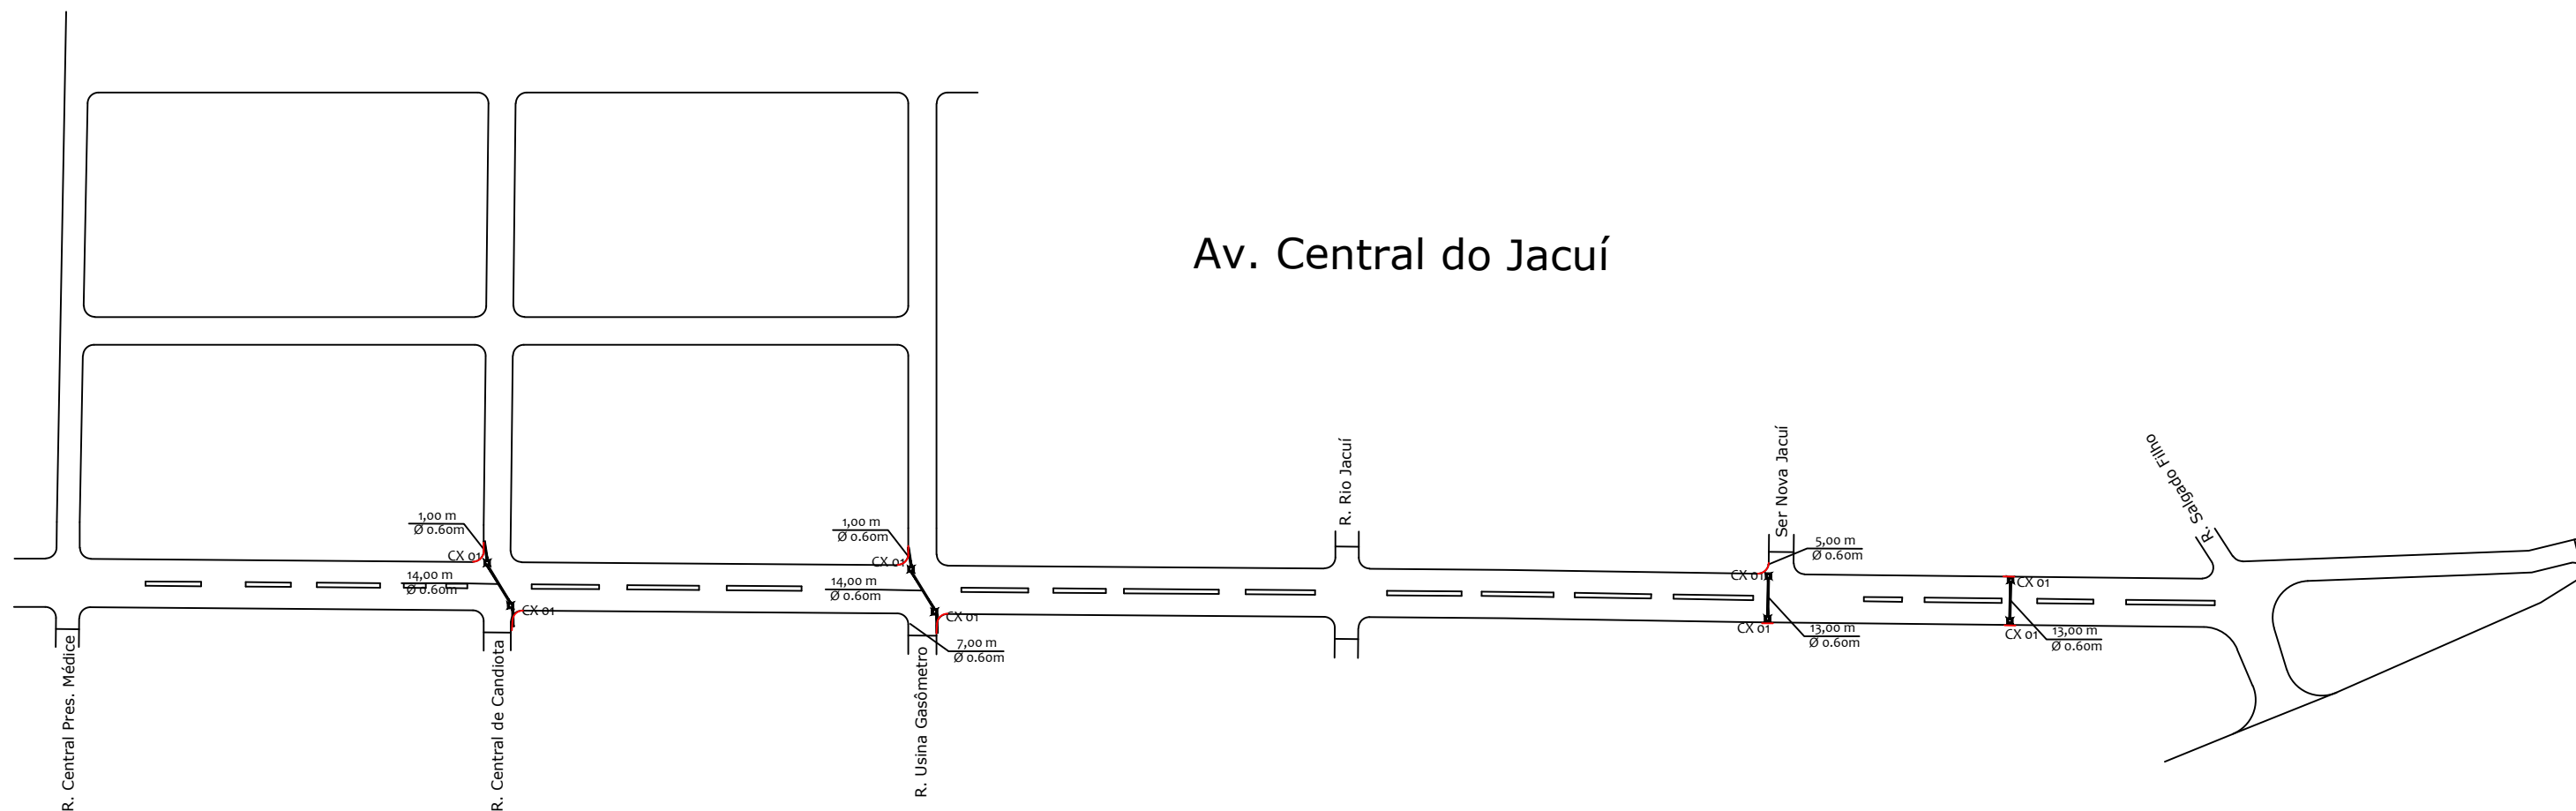 Av. Central do Jacuí
R. Rio Jacuí
Ser Nova Jacuí
R. Salgado Filho
1,00 m
Ø 0.60m
CX 01
14,00 m
Ø 0.60m
CX 01
1,00 m
Ø 0.60m
CX 01
14,00 m
Ø 0.60m
CX 01
7,00 m
Ø 0.60m
5,00 m
Ø 0.60m
CX 01
CX 01
13,00 m
Ø 0.60m
CX 01
CX 01
13,00 m
Ø 0.60m
R. Central Pres. Médice
R. Central de Candiota
R. Usina Gasômetro